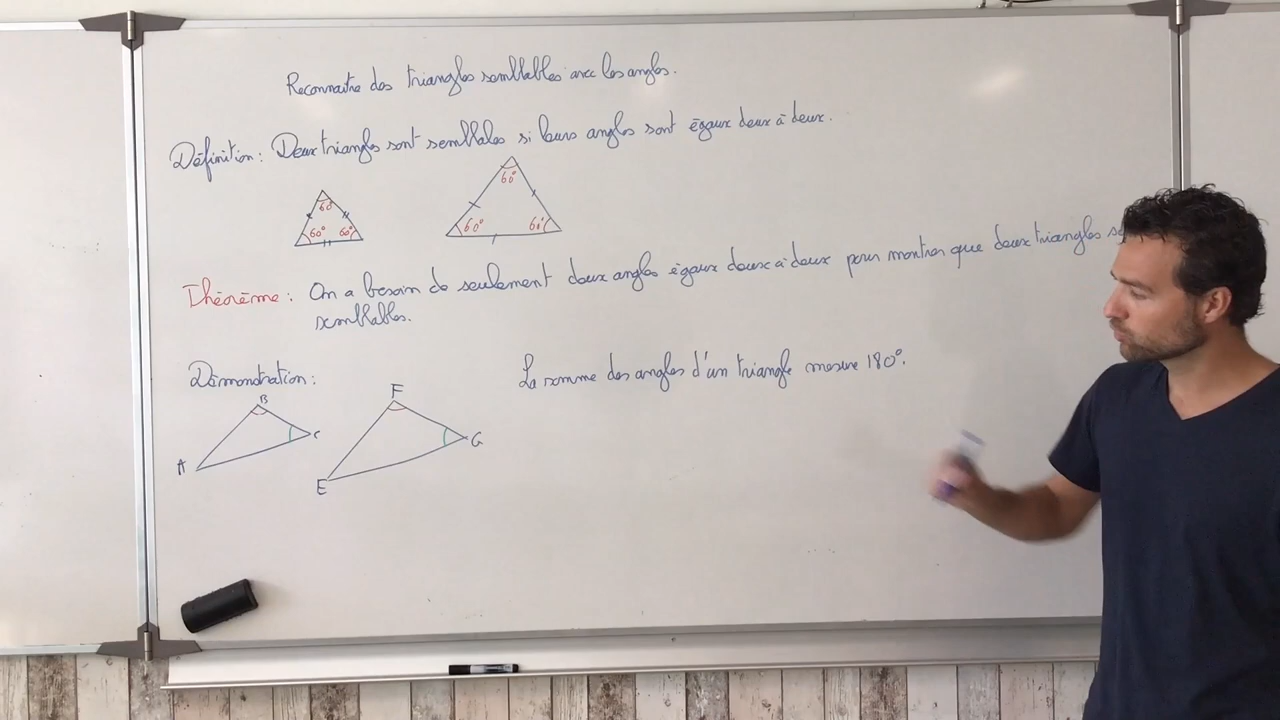 Reconnaitre des triangles semblables avec les angles.
Définition : Deux triangles sont semblables si leurs angles sont égaux deux à deux.
60°
60
60° 60°
60° 60°
Théorème : On a besoin de seulement deux angles égaux deux à deux pour montrer que deux triangles
semblables.
Démonstration :
La somme des angles d'un triangle mesure 180°.
B F
A C G
E